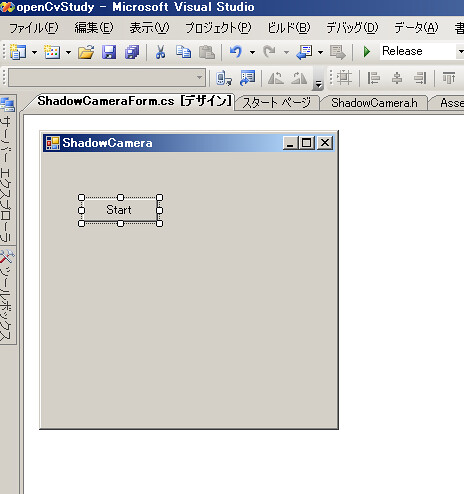 openCvStudy - Microsoft Visual Studio
ファイル(F) 編集(E) 表示(V) プロジェクト(P) ビルド(B) デバッグ(D) データ(A) 書
Release
ShadowCameraForm.cs [デザイン] スタート ページ ShadowCamera.h Asse
サーバー エクスプローラ
ツールボックス
ShadowCamera
Start